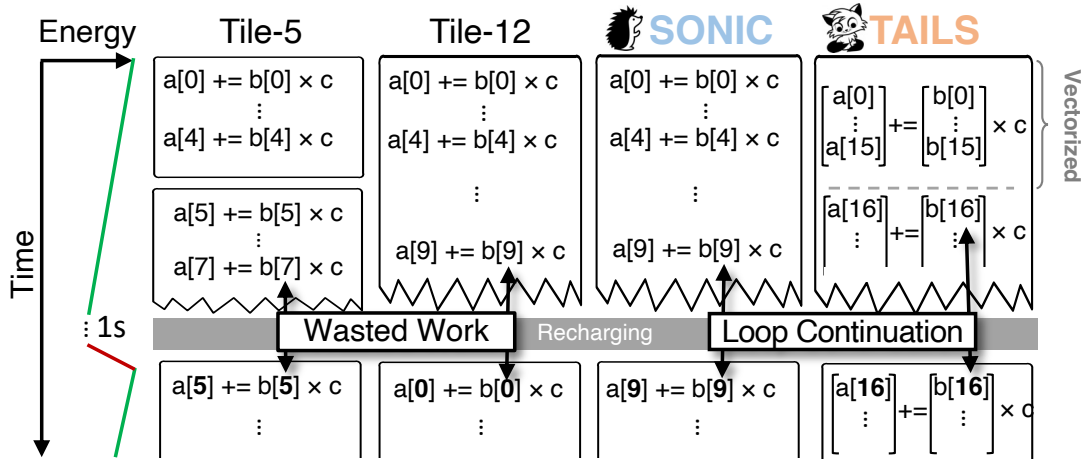 Energy
Tile-5
Tile-12
SONIC
TAILS
Time
⋮ 1s
a[0] += b[0] × c
⋮
a[4] += b[4] × c
a[5] += b[5] × c
⋮
a[7] += b[7] × c
a[0] += b[0] × c
⋮
a[4] += b[4] × c
⋮
a[9] += b[9] × c
a[0] += b[0] × c
⋮
a[4] += b[4] × c
⋮
a[9] += b[9] × c
[a[0] ⋮ a[15]] += [b[0] ⋮ b[15]] × c
Vectorized
[a[16] ⋮ += [b[16] ⋮ × c
Wasted Work
Recharging
Loop Continuation
a[5] += b[5] × c
⋮
a[0] += b[0] × c
⋮
a[9] += b[9] × c
⋮
[a[16] ⋮ ] += [b[16] ⋮ ] × c